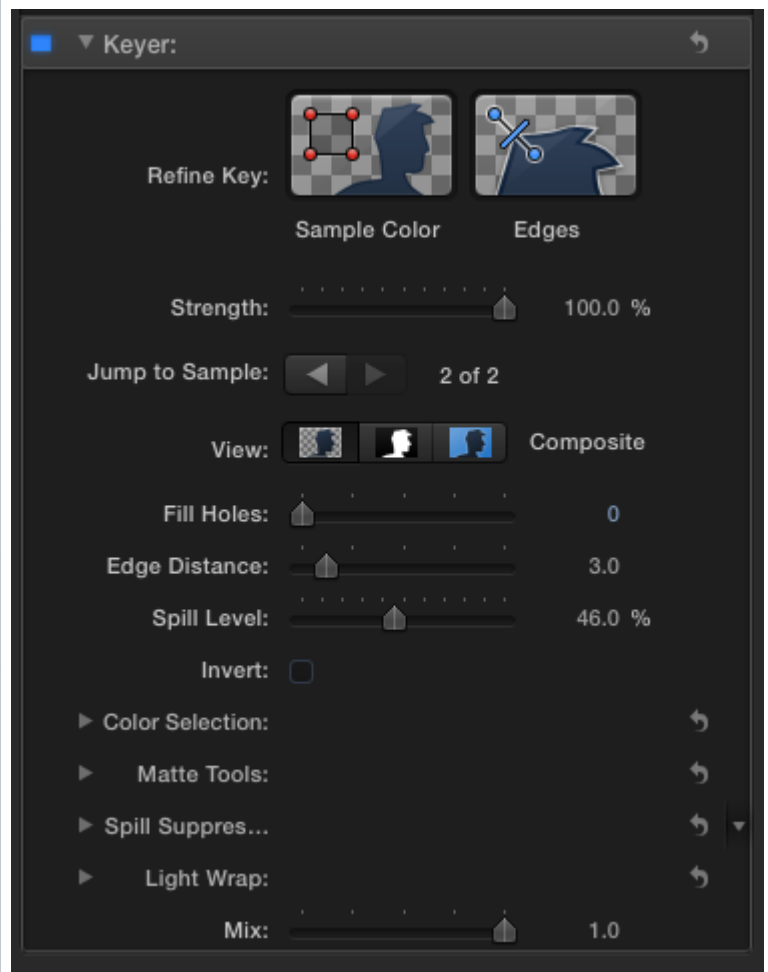 Keyer:
Refine Key:
Sample Color Edges
Strength: 100.0 %
Jump to Sample: 2 of 2
View: Composite
Fill Holes: 0
Edge Distance: 3.0
Spill Level: 46.0 %
Invert:
Color Selection:
Matte Tools:
Spill Suppres...
Light Wrap:
Mix: 1.0